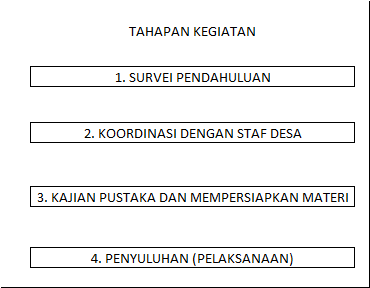 TAHAPAN KEGIATAN
1. SURVEI PENDAHULUAN
2. KOORDINASI DENGAN STAF DESA
3. KAJIAN PUSTAKA DAN MEMPERSIAPKAN MATERI
4. PENYULUHAN (PELAKSANAAN)